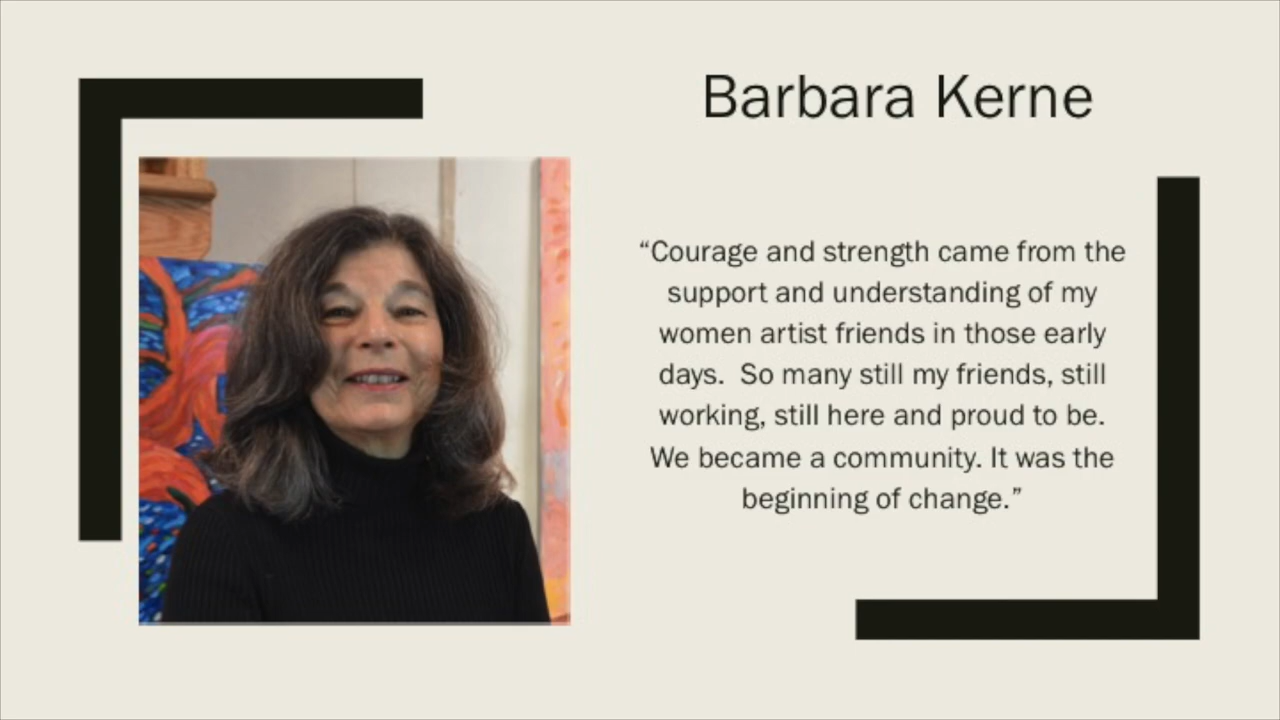 Barbara Kerne
“Courage and strength came from the
support and understanding of my
women artist friends in those early
days.  So many still my friends, still
working, still here and proud to be.
We became a community. It was the
beginning of change.”